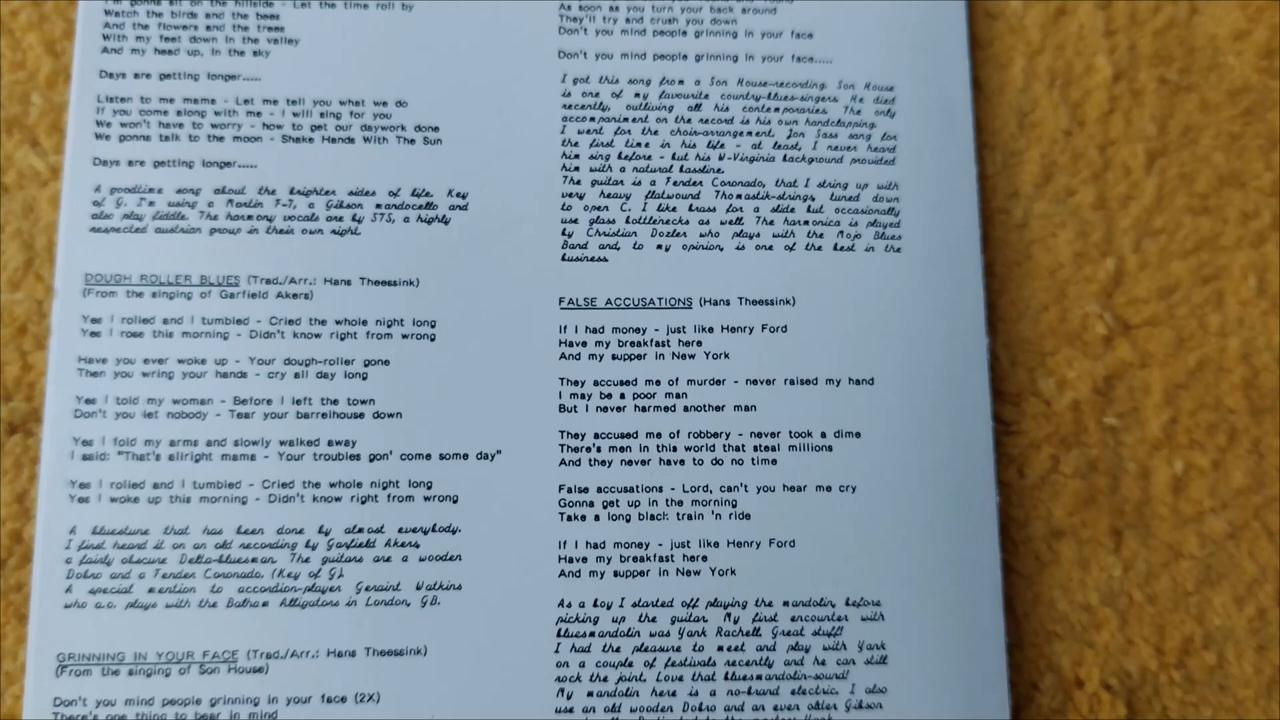 I'm gonna sit on the hillside - Let the time roll by
Watch the birds and the bees
And the flowers and the trees
With my feet down in the valley
And my head up, in the sky
Days are getting longer.....
Listen to me mama - Let me tell you what we do
If you come along with me - I will sing for you
We won't have to worry - how to get our daywork done
We gonna talk to the moon - Shake Hands With The Sun
Days are getting longer.....
A goodtime song about the brighter sides of life. Key
of G. I'm using a Martin F-7, a Gibson mandocello and
also play fiddle. The harmony vocals are by STS, a highly
respected austrian group in their own right.
DOUGH ROLLER BLUES (Trad./Arr.: Hans Theessink)
(From the singing of Garfield Akers)
Yes I rolled and I tumbled - Cried the whole night long
Yes I rose this morning - Didn't know right from wrong
Have you ever woke up - Your dough-roller gone
Then you wring your hands - cry all day long
Yes I told my woman - Before I left the town
Don't you let nobody - Tear your barrelhouse down
Yes I fold my arms and slowly walked away
I said: "That's allright mama - Your troubles gon' come some day"
Yes I rolled and I tumbled - Cried the whole night long
Yes I woke up this morning - Didn't know right from wrong
A bluestune that has been done by almost everybody.
I first heard it on an old recording by Garfield Akers,
a fairly obscure Delta-bluesman. The guitars are a wooden
Dobro and a Fender Coronado. (Key of G).
A special mention to accordion-player Geraint Watkins
who a.o. plays with the Balham Alligators in London, GB.
GRINNING IN YOUR FACE (Trad./Arr.: Hans Theessink)
(From the singing of Son House)
Don't you mind people grinning in your face (2X)
There's one thing to bear in mind
As soon as you turn your back around
They'll try and crush you down
Don't you mind people grinning in your face
Don't you mind people grinning in your face.....
I got this song from a Son House-recording. Son House
is one of my favourite country-blues-singers. He died
recently, outliving all his contemporaries. The only
accompaniment on the record is his own handclapping.
I went for the choir-arrangement. Jon Sass sang for
the first time in his life - at least, I never heard
him sing before - but his W-Virginia background provided
him with a natural bassline.
The guitar is a Fender Coronado, that I string up with
very heavy flatwound Thomastik-strings, tuned down
to open C. I like brass for a slide but occasionally
use glass bottlenecks as well. The harmonica is played
by Christian Dozler who plays with the Mojo Blues
Band and, to my opinion, is one of the best in the
business.
FALSE ACCUSATIONS (Hans Theessink)
If I had money - just like Henry Ford
Have my breakfast here
And my supper in New York
They accused me of murder - never raised my hand
I may be a poor man
But I never harmed another man
They accused me of robbery - never took a dime
There's men in this world that steal millions
And they never have to do no time
False accusations - Lord, can't you hear me cry
Gonna get up in the morning
Take a long black train 'n ride
If I had money - just like Henry Ford
Have my breakfast here
And my supper in New York
As a boy I started off playing the mandolin, before
picking up the guitar. My first encounter with
bluesmandolin was Yank Rachell. Great stuff!
I had the pleasure to meet and play with Yank
on a couple of festivals recently and he can still
rock the joint. Love that bluesmandolin-sound!
My mandolin here is a no-brand electric. I also
use an old wooden Dobro and an even older Gibson